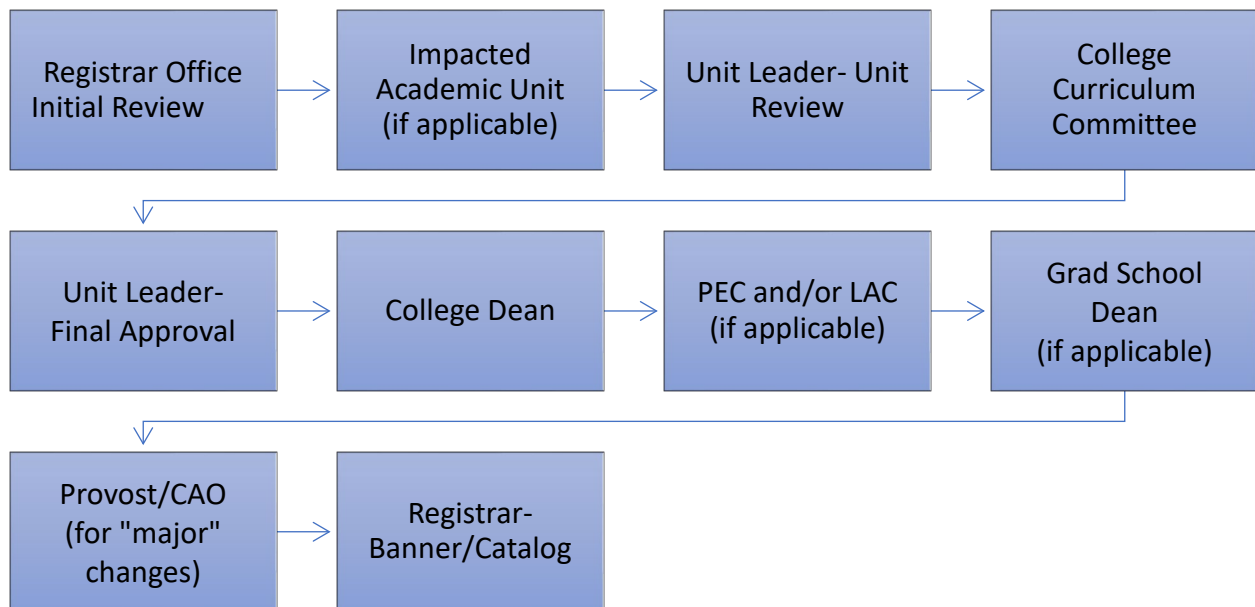 Registrar Office
Initial Review
Impacted
Academic Unit
(if applicable)
Unit Leader- Unit
Review
College
Curriculum
Committee
Unit Leader-
Final Approval
College Dean
PEC and/or LAC
(if applicable)
Grad School
Dean
(if applicable)
Provost/CAO
(for "major"
changes)
Registrar-
Banner/Catalog